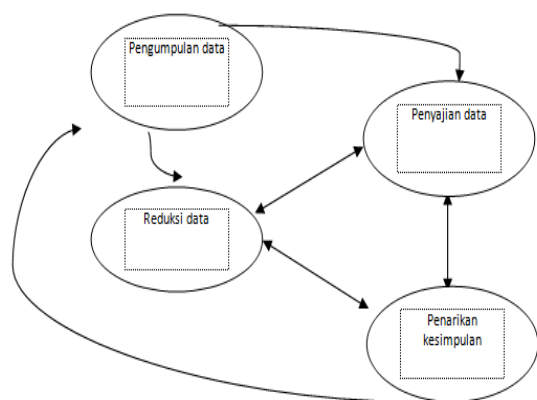 Pengumpulan data
Penyajian data
Reduksi data
Penarikan
kesimpulan